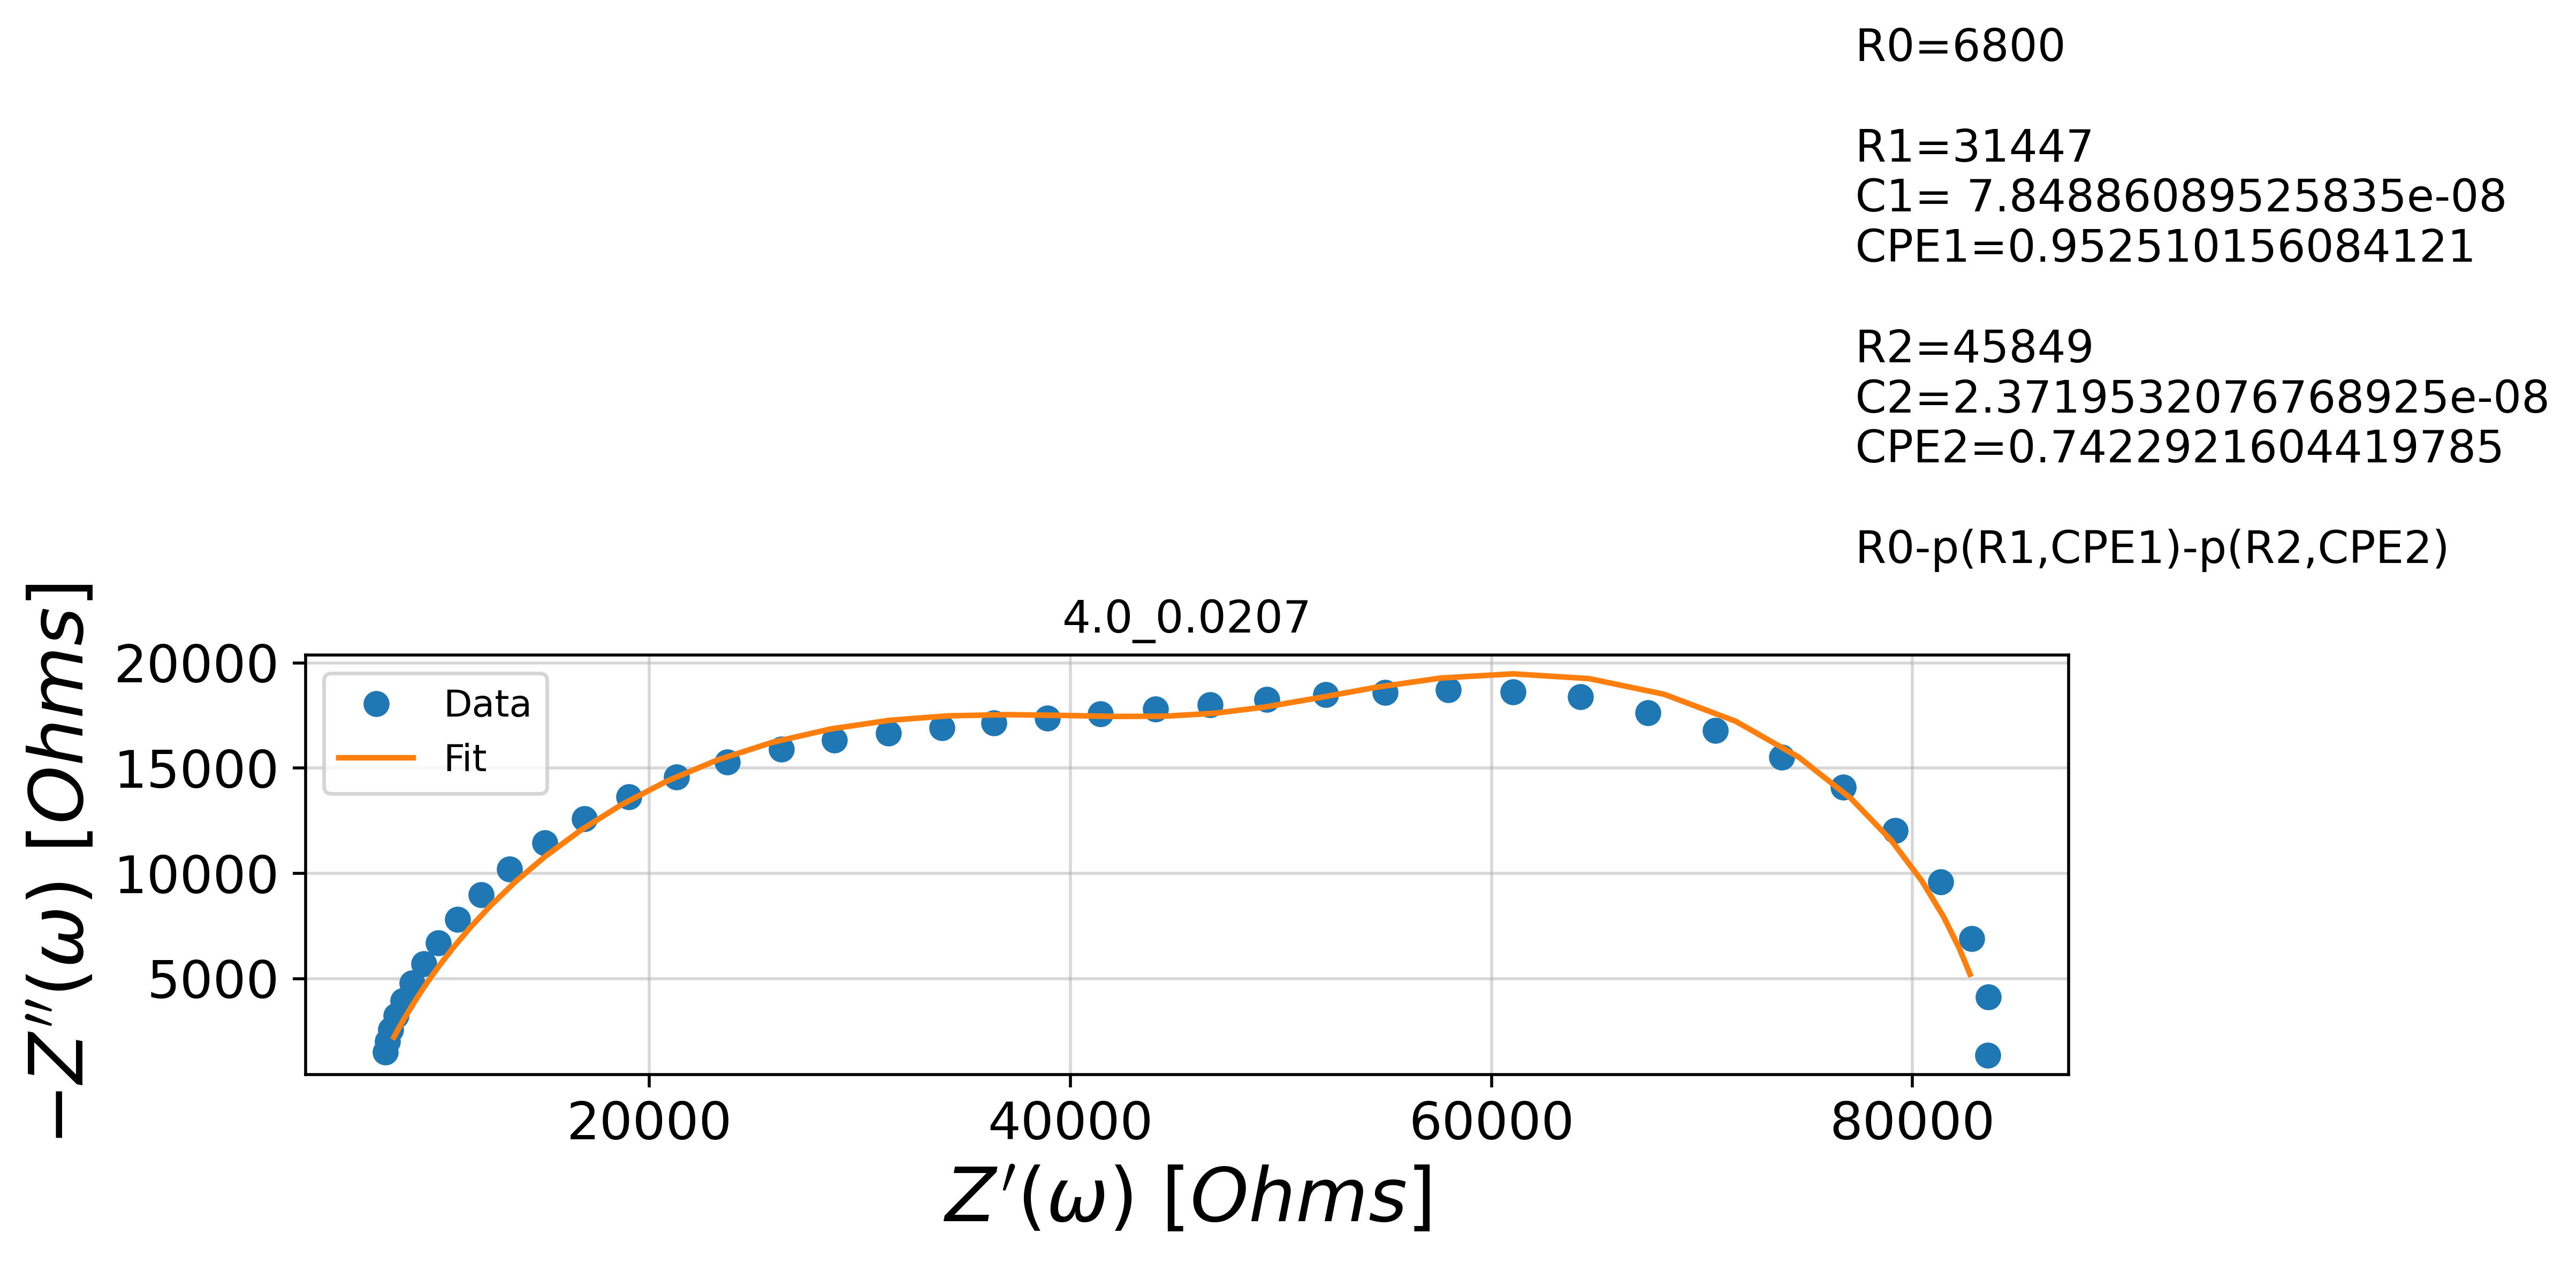 R0=6800
R1=31447
C1= 7.84886089525835e-08
CPE1=0.952510156084121
R2=45849
C2=2.3719532076768925e-08
CPE2=0.7422921604419785
R0-p(R1,CPE1)-p(R2,CPE2)
4.0_0.0207
−Z″(ω) [Ohms]
20000
15000
10000
5000
Data
Fit
20000 40000 60000 80000
Z′(ω) [Ohms]